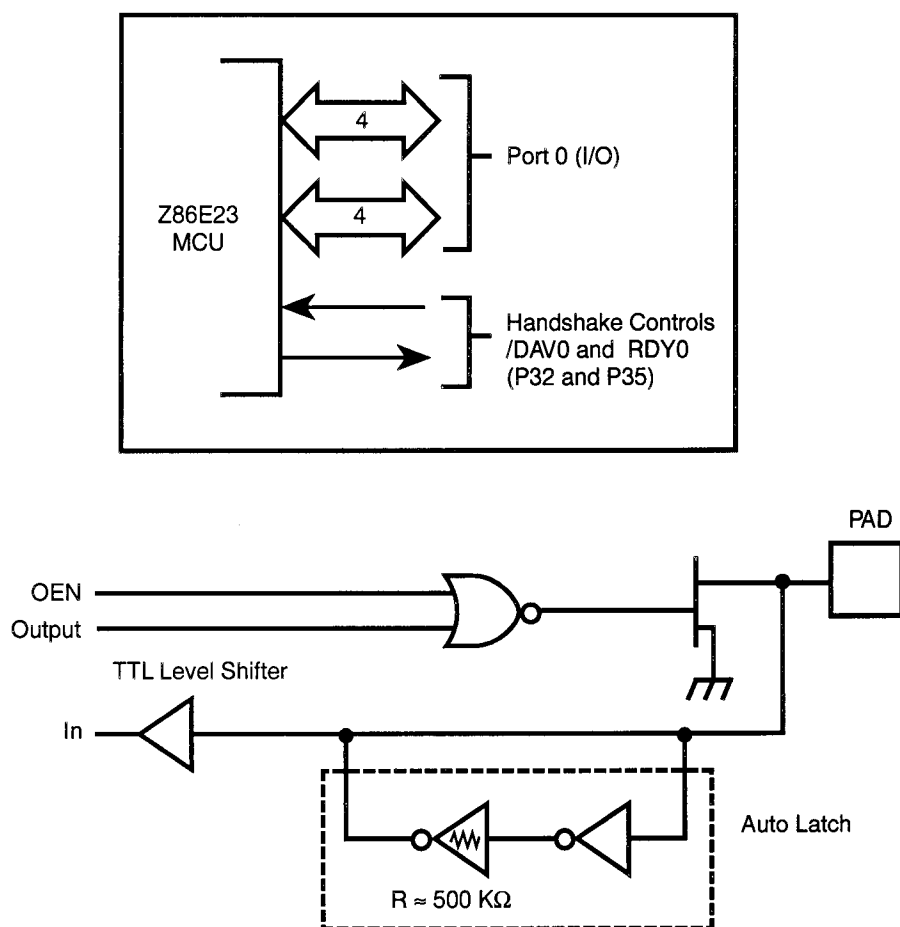 4
Port 0 (I/O)
Z86E23
MCU
4
Handshake Controls
/DAV0 and RDY0
(P32 and P35)
PAD
OEN
Output
TTL Level Shifter
In
Auto Latch
R ≈ 500 KΩ